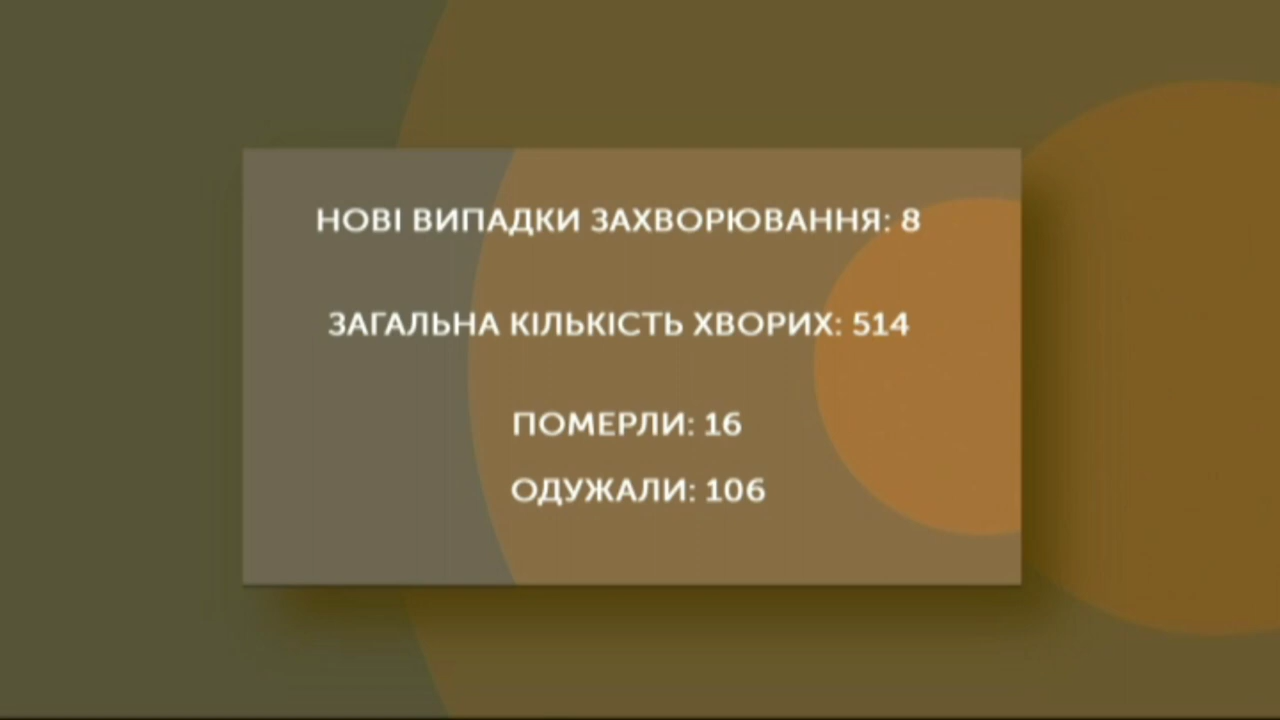 НОВІ ВИПАДКИ ЗАХВОРЮВАННЯ: 8
ЗАГАЛЬНА КІЛЬКІСТЬ ХВОРИХ: 514
ПОМЕРЛИ: 16
ОДУЖАЛИ: 106